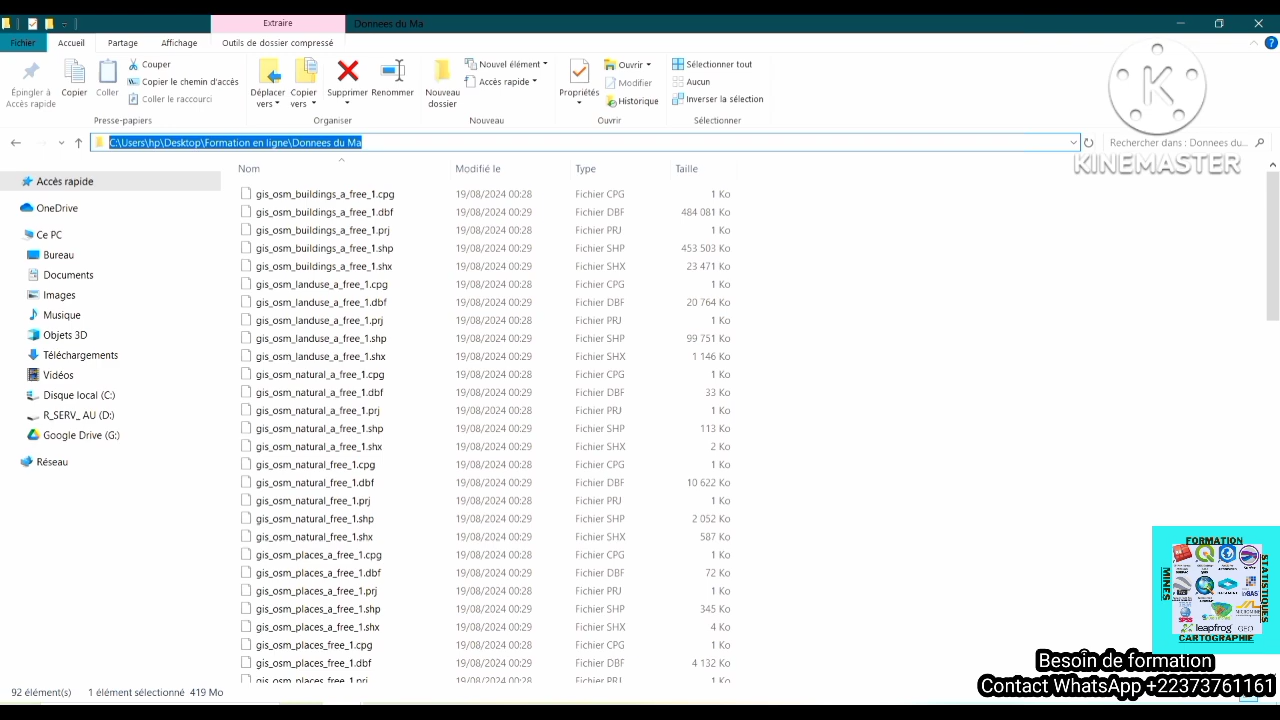 Extraire
Donnees du Ma
Fichier
Accueil
Partage
Affichage
Outils de dossier compressé
Épingler à
Accès rapide
Copier
Coller
Couper
Copier le chemin d'accès
Coller le raccourci
Presse-papiers
Déplacer
vers
Copier
vers
Supprimer
Renommer
Organiser
Nouveau
dossier
Nouvel élément
Accès rapide
Nouveau
Propriétés
Ouvrir
Modifier
Historique
Ouvrir
Sélectionner tout
Aucun
Inverser la sélection
Sélectionner
K
KINEMASTER
C:\Users\hp\Desktop\Formation en ligne\Donnees du Ma
Rechercher dans : Donnees du...
Accès rapide
OneDrive
Ce PC
Bureau
Documents
Images
Musique
Objets 3D
Téléchargements
Vidéos
Disque local (C:)
R_SERV_ AU (D:)
Google Drive (G:)
Réseau
Nom Modifié le Type Taille
gis_osm_buildings_a_free_1.cpg 19/08/2024 00:28 Fichier CPG 1 Ko
gis_osm_buildings_a_free_1.dbf 19/08/2024 00:29 Fichier DBF 484 081 Ko
gis_osm_buildings_a_free_1.prj 19/08/2024 00:28 Fichier PRJ 1 Ko
gis_osm_buildings_a_free_1.shp 19/08/2024 00:29 Fichier SHP 453 503 Ko
gis_osm_buildings_a_free_1.shx 19/08/2024 00:29 Fichier SHX 23 471 Ko
gis_osm_landuse_a_free_1.cpg 19/08/2024 00:28 Fichier CPG 1 Ko
gis_osm_landuse_a_free_1.dbf 19/08/2024 00:29 Fichier DBF 20 764 Ko
gis_osm_landuse_a_free_1.prj 19/08/2024 00:28 Fichier PRJ 1 Ko
gis_osm_landuse_a_free_1.shp 19/08/2024 00:29 Fichier SHP 99 751 Ko
gis_osm_landuse_a_free_1.shx 19/08/2024 00:29 Fichier SHX 1 146 Ko
gis_osm_natural_a_free_1.cpg 19/08/2024 00:28 Fichier CPG 1 Ko
gis_osm_natural_a_free_1.dbf 19/08/2024 00:29 Fichier DBF 33 Ko
gis_osm_natural_a_free_1.prj 19/08/2024 00:28 Fichier PRJ 1 Ko
gis_osm_natural_a_free_1.shp 19/08/2024 00:29 Fichier SHP 113 Ko
gis_osm_natural_a_free_1.shx 19/08/2024 00:29 Fichier SHX 2 Ko
gis_osm_natural_free_1.cpg 19/08/2024 00:28 Fichier CPG 1 Ko
gis_osm_natural_free_1.dbf 19/08/2024 00:29 Fichier DBF 10 622 Ko
gis_osm_natural_free_1.prj 19/08/2024 00:28 Fichier PRJ 1 Ko
gis_osm_natural_free_1.shp 19/08/2024 00:29 Fichier SHP 2 052 Ko
gis_osm_natural_free_1.shx 19/08/2024 00:29 Fichier SHX 587 Ko
gis_osm_places_a_free_1.cpg 19/08/2024 00:28 Fichier CPG 1 Ko
gis_osm_places_a_free_1.dbf 19/08/2024 00:29 Fichier DBF 72 Ko
gis_osm_places_a_free_1.prj 19/08/2024 00:28 Fichier PRJ 1 Ko
gis_osm_places_a_free_1.shp 19/08/2024 00:29 Fichier SHP 345 Ko
gis_osm_places_a_free_1.shx 19/08/2024 00:29 Fichier SHX 4 Ko
gis_osm_places_free_1.cpg 19/08/2024 00:28 Fichier CPG 1 Ko
gis_osm_places_free_1.dbf 19/08/2024 00:29 Fichier DBF 4 132 Ko
gis_osm_places_free_1.prj 19/08/2024 00:28 Fichier PRJ 1 Ko
92 élément(s) 1 élément sélectionné 419 Mo
FORMATION
MINES
STATISTIQUES
SPSS
leapfrog GEO
CARTOGRAPHIE
Besoin de formation
Contact WhatsApp +22373761161